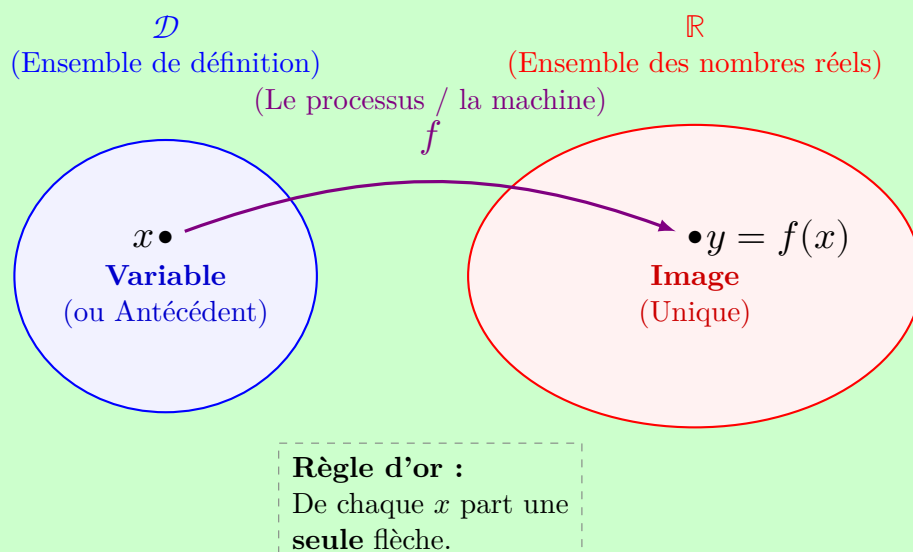 𝒟
(Ensemble de définition)
ℝ
(Ensemble des nombres réels)
(Le processus / la machine)
f
x
Variable
(ou Antécédent)
y = f(x)
Image
(Unique)
Règle d'or :
De chaque x part une
seule flèche.